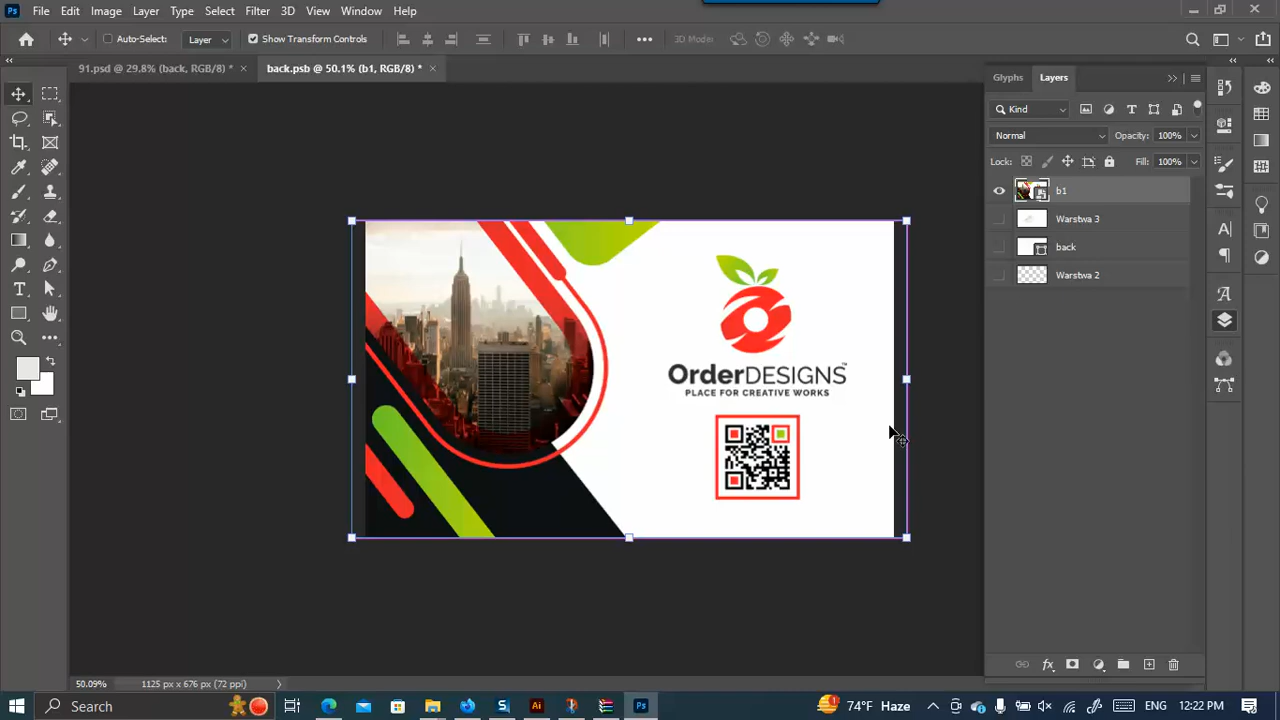 Ps File Edit Image Layer Type Select Filter 3D View Window Help
Auto-Select: Layer Show Transform Controls ••• 3D Mode
91.psd @ 29.8% (back, RGB/8) * × back.psb @ 50.1% (b1, RGB/8) * ×
Glyphs Layers
Kind
Normal Opacity: 100%
Lock: Fill: 100%
b1
Warstwa 3
back
Warstwa 2
OrderDESIGNS™
PLACE FOR CREATIVE WORKS
50.09% 1125 px x 676 px (72 ppi)
Search 74°F Haze ENG 12:22 PM